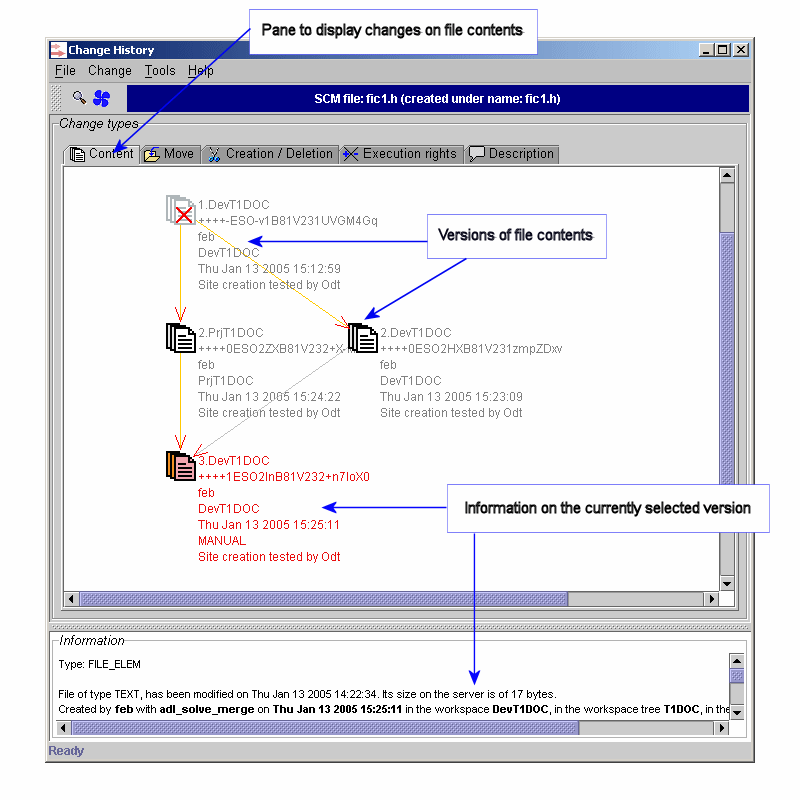 Pane to display changes on file contents
Change History
File Change Tools Help
SCM file: fic1.h (created under name: fic1.h)
Change types
Content Move Creation / Deletion Execution rights Description
1.DevT1DOC
++++-ESO-v1B81V231UVGM4Gq
feb
DevT1DOC
Thu Jan 13 2005 15:12:59
Site creation tested by Odt
Versions of file contents
2.PrjT1DOC
++++0ESO2ZXB81V232+X-
feb
PrjT1DOC
Thu Jan 13 2005 15:24:22
Site creation tested by Odt
2.DevT1DOC
++++0ESO2HXB81V231zmpZDxv
feb
DevT1DOC
Thu Jan 13 2005 15:23:09
Site creation tested by Odt
3.DevT1DOC
++++1ESO2InB81V232+n7IoX0
feb
DevT1DOC
Thu Jan 13 2005 15:25:11
MANUAL
Site creation tested by Odt
Information on the currently selected version
Information
Type: FILE_ELEM
File of type TEXT, has been modified on Thu Jan 13 2005 14:22:34. Its size on the server is of 17 bytes.
Created by feb with adl_solve_merge on Thu Jan 13 2005 15:25:11 in the workspace DevT1DOC, in the workspace tree T1DOC, in the
Ready